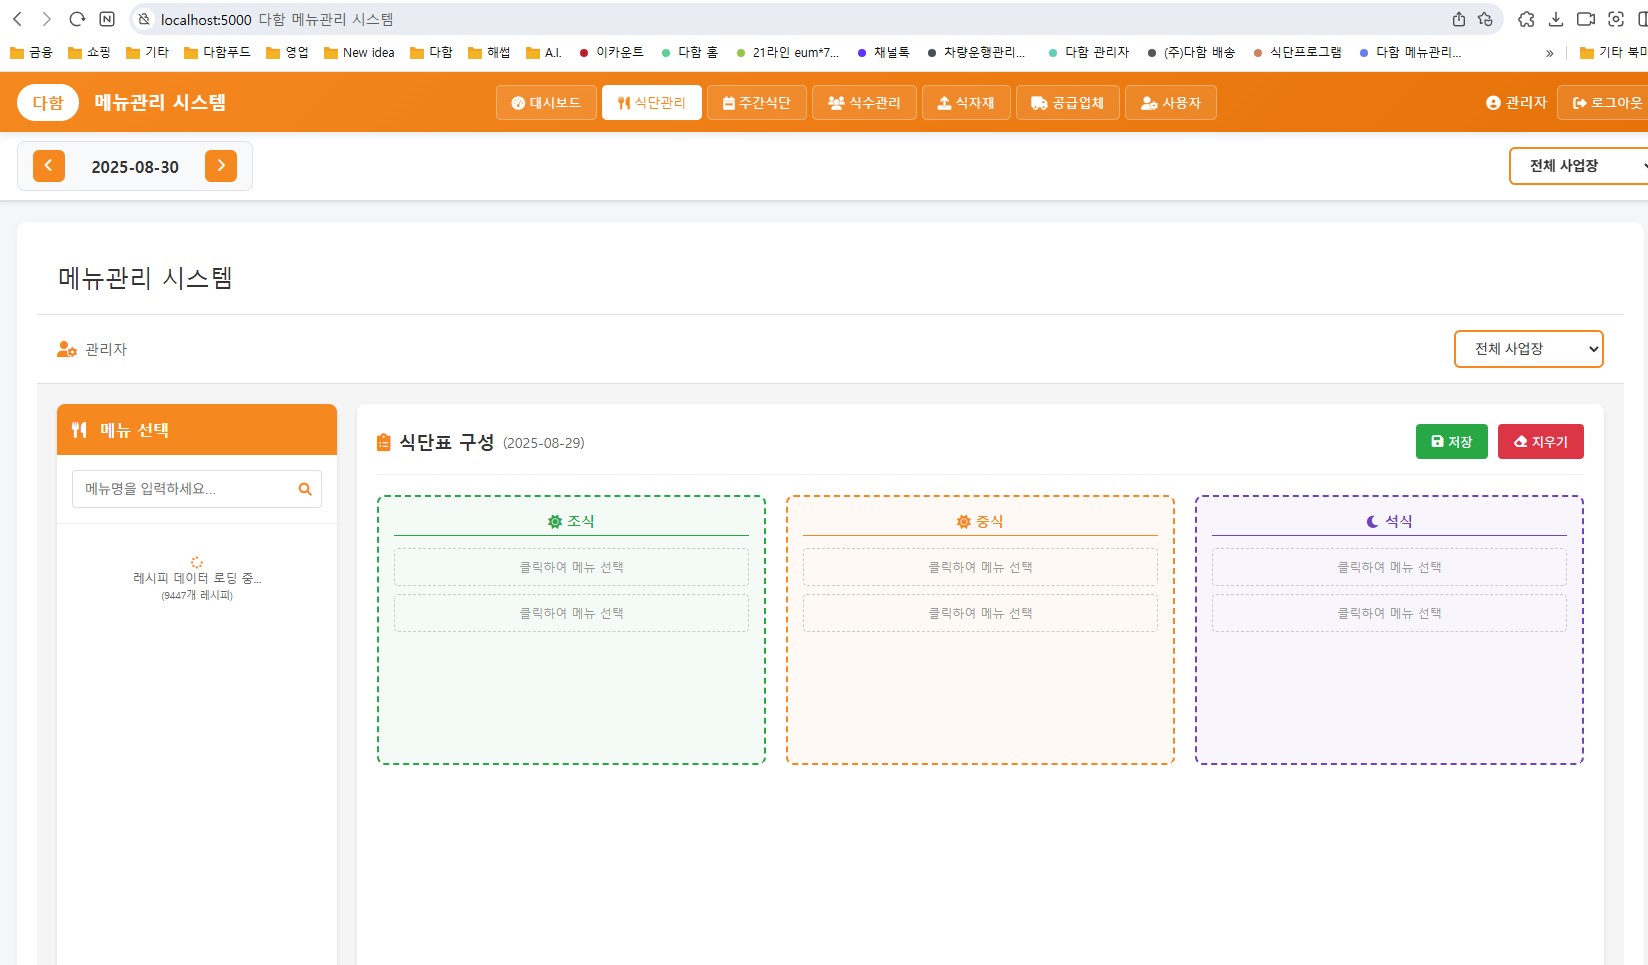 localhost:5000 다함 메뉴관리 시스템
금융 쇼핑 기타 다함푸드 영업 New idea 다함 해썹 A.I. 이카운트 다함 홈 21라인 eum*7... 채널톡 차량운행관리... 다함 관리자 (주)다함 배송 식단프로그램 다함 메뉴관리... » 기타 북마
다함 메뉴관리 시스템 대시보드 식단관리 주간식단 식수관리 식자재 공급업체 사용자 관리자 로그아웃
2025-08-30 전체 사업장
메뉴관리 시스템
관리자 전체 사업장
메뉴 선택
메뉴명을 입력하세요...
레시피 데이터 로딩 중...
(9447개 레시피)
식단표 구성 (2025-08-29) 저장 지우기
조식 중식 석식
클릭하여 메뉴 선택 클릭하여 메뉴 선택 클릭하여 메뉴 선택
클릭하여 메뉴 선택 클릭하여 메뉴 선택 클릭하여 메뉴 선택